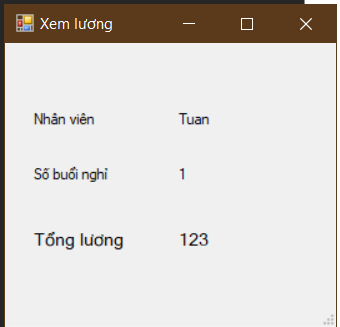 Xem lương
Nhân viên Tuan
Số buổi nghỉ 1
Tổng lương 123